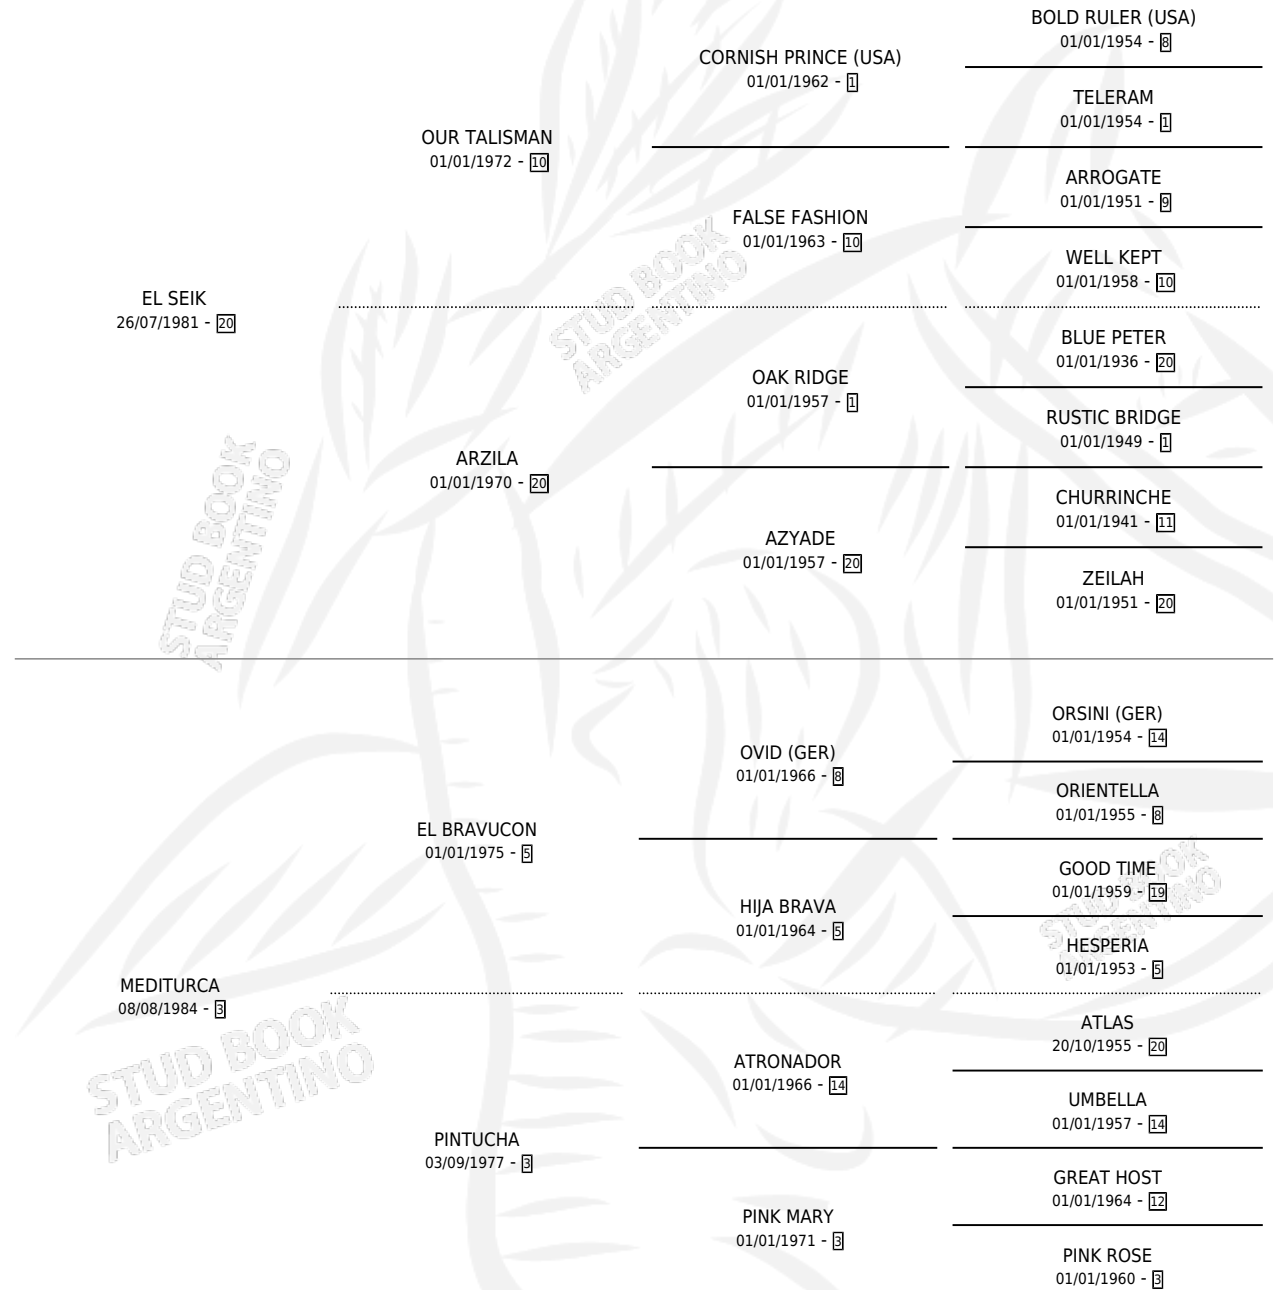 BOLD RULER (USA)
01/01/1954 - 8
CORNISH PRINCE (USA)
01/01/1962 - 1
TELERAM
01/01/1954 - 1
OUR TALISMAN
01/01/1972 - 10
ARROGATE
01/01/1951 - 9
FALSE FASHION
01/01/1963 - 10
WELL KEPT
01/01/1958 - 10
EL SEIK
26/07/1981 - 20
BLUE PETER
01/01/1936 - 20
OAK RIDGE
01/01/1957 - 1
RUSTIC BRIDGE
01/01/1949 - 1
ARZILA
01/01/1970 - 20
CHURRINCHE
01/01/1941 - 11
AZYADE
01/01/1957 - 20
ZEILAH
01/01/1951 - 20
ORSINI (GER)
01/01/1954 - 14
OVID (GER)
01/01/1966 - 8
ORIENTELLA
01/01/1955 - 8
EL BRAVUCON
01/01/1975 - 5
GOOD TIME
01/01/1959 - 19
HIJA BRAVA
01/01/1964 - 5
HESPERIA
01/01/1953 - 5
MEDITURCA
08/08/1984 - 3
ATLAS
20/10/1955 - 20
ATRONADOR
01/01/1966 - 14
UMBELLA
01/01/1957 - 14
PINTUCHA
03/09/1977 - 3
GREAT HOST
01/01/1964 - 12
PINK MARY
01/01/1971 - 3
PINK ROSE
01/01/1960 - 3
STUD BOOK
ARGENTINO
STUD BOOK
ARGENTINO
STUD BOOK
ARGENTINO
STUD BOOK
ARGENTINO